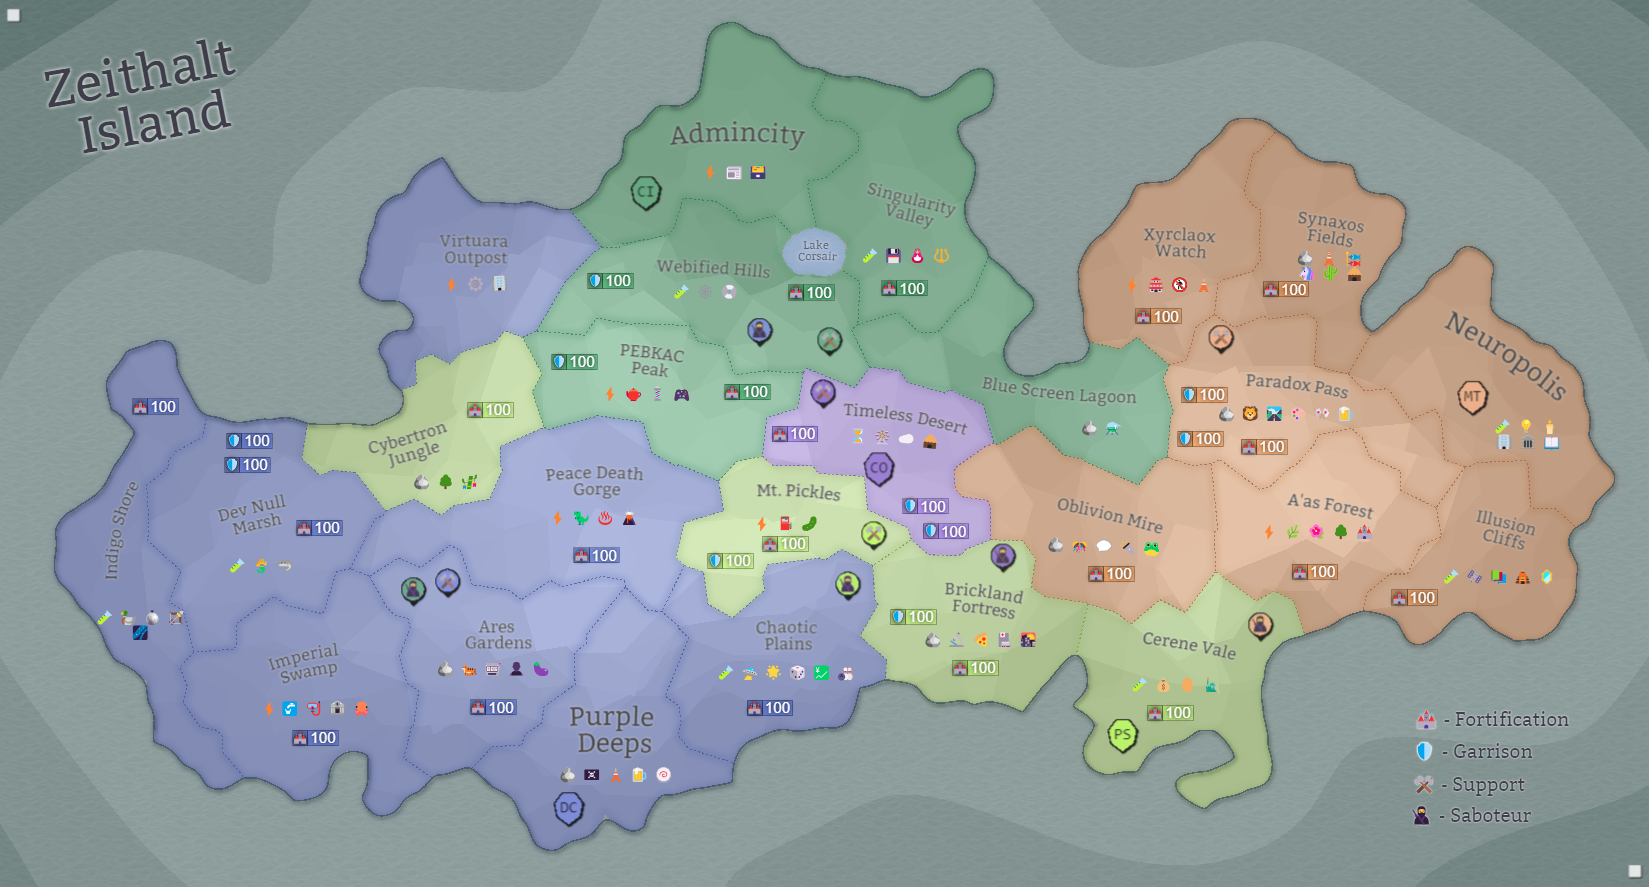 Zeithalt
Island
Admincity
CI
Singularity
Valley
Virtuara
Outpost
Lake
Corsair
Webified Hills
100
100
100
Xyrclaox
Watch
Synaxos
Fields
100
100
Neuropolis
MT
PEBKAC
Peak
100
100
Timeless Desert
100
CO
100
100
Blue Screen Lagoon
Paradox Pass
100
100
100
Cybertron
Jungle
100
Indigo Shore
100
Dev Null
Marsh
100
100
100
Peace Death
Gorge
100
Mt. Pickles
100
100
Oblivion Mire
100
A'as Forest
100
Illusion
Cliffs
100
Imperial
Swamp
100
Ares
Gardens
100
Purple
Deeps
DC
Chaotic
Plains
100
Brickland
Fortress
100
100
Cerene Vale
100
PS
- Fortification
- Garrison
- Support
- Saboteur